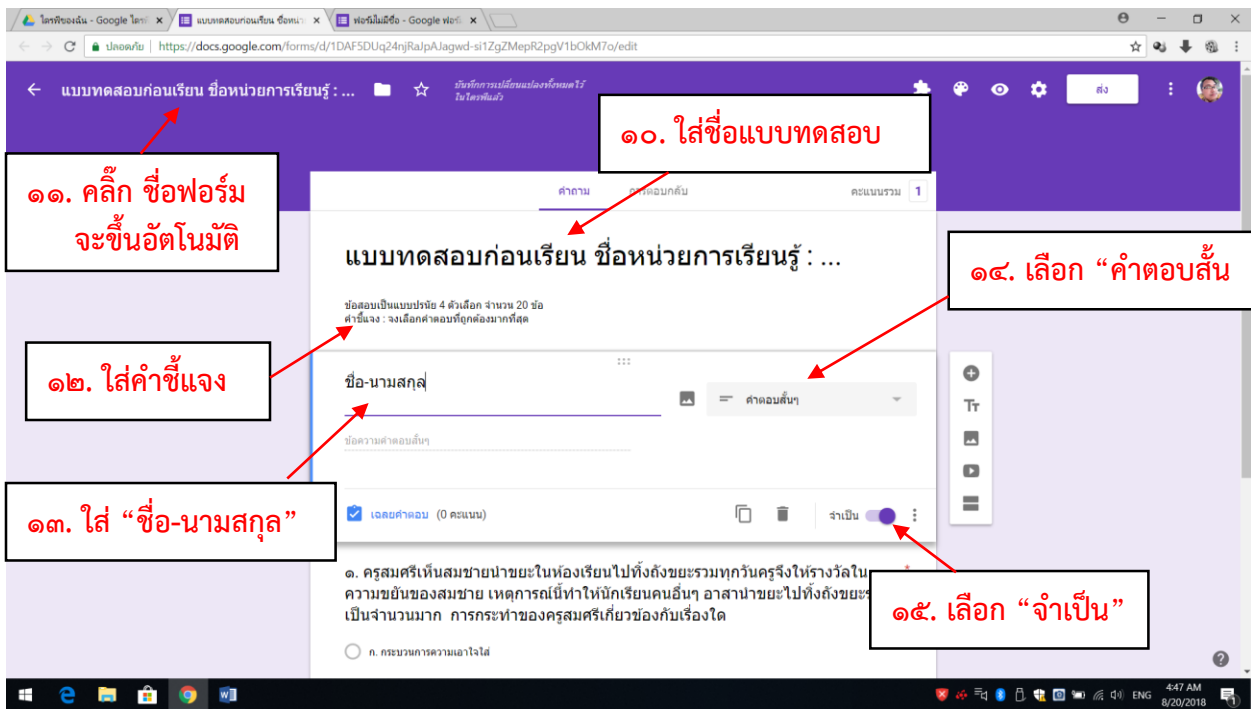 ไดรฟ์ของฉัน - Google ไดรฟ์
แบบทดสอบก่อนเรียน ชื่อหน่ว
ฟอร์มไม่มีชื่อ - Google ฟอร์ม
ปลอดภัย
https://docs.google.com/forms/d/1DAF5DUq24njRaJpAJagwd-si1ZgZMepR2pgV1bOkM7o/edit
แบบทดสอบก่อนเรียน ชื่อหน่วยการเรียนรู้ : ...
บันทึกการเปลี่ยนแปลงทั้งหมดไว้
ในไดรฟ์แล้ว
ส่ง
๑๐. ใส่ชื่อแบบทดสอบ
๑๑. คลิ๊ก ชื่อฟอร์ม
จะขึ้นอัตโนมัติ
คำถาม
การตอบกลับ
คะแนนรวม 1
แบบทดสอบก่อนเรียน ชื่อหน่วยการเรียนรู้ : ...
๑๔. เลือก “คำตอบสั้น
ข้อสอบเป็นแบบปรนัย 4 ตัวเลือก จำนวน 20 ข้อ
คำชี้แจง : จงเลือกคำตอบที่ถูกต้องมากที่สุด
๑๒. ใส่คำชี้แจง
ชื่อ-นามสกุล
คำตอบสั้นๆ
Tт
ข้อความคำตอบสั้นๆ
๑๓. ใส่ “ชื่อ-นามสกุล”
เฉลยคำตอบ (0 คะแนน)
จำเป็น
๑. ครูสมศรีเห็นสมชายนำขยะในห้องเรียนไปทิ้งถังขยะรวมทุกวันครูจึงให้รางวัลใน
ความขยันของสมชาย เหตุการณ์นี้ทำให้นักเรียนคนอื่นๆ อาสานำขยะไปทิ้งถังขยะ
เป็นจำนวนมาก การกระทำของครูสมศรีเกี่ยวข้องกับเรื่องใด
*
๑๕. เลือก “จำเป็น”
ก. กระบวนการความเอาใจใส่
ENG
4:47 AM
8/20/2018